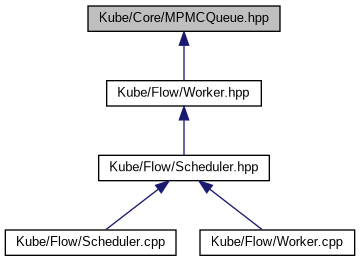 Kube/Core/MPMCQueue.hpp
Kube/Flow/Worker.hpp
Kube/Flow/Scheduler.hpp
Kube/Flow/Scheduler.cpp
Kube/Flow/Worker.cpp